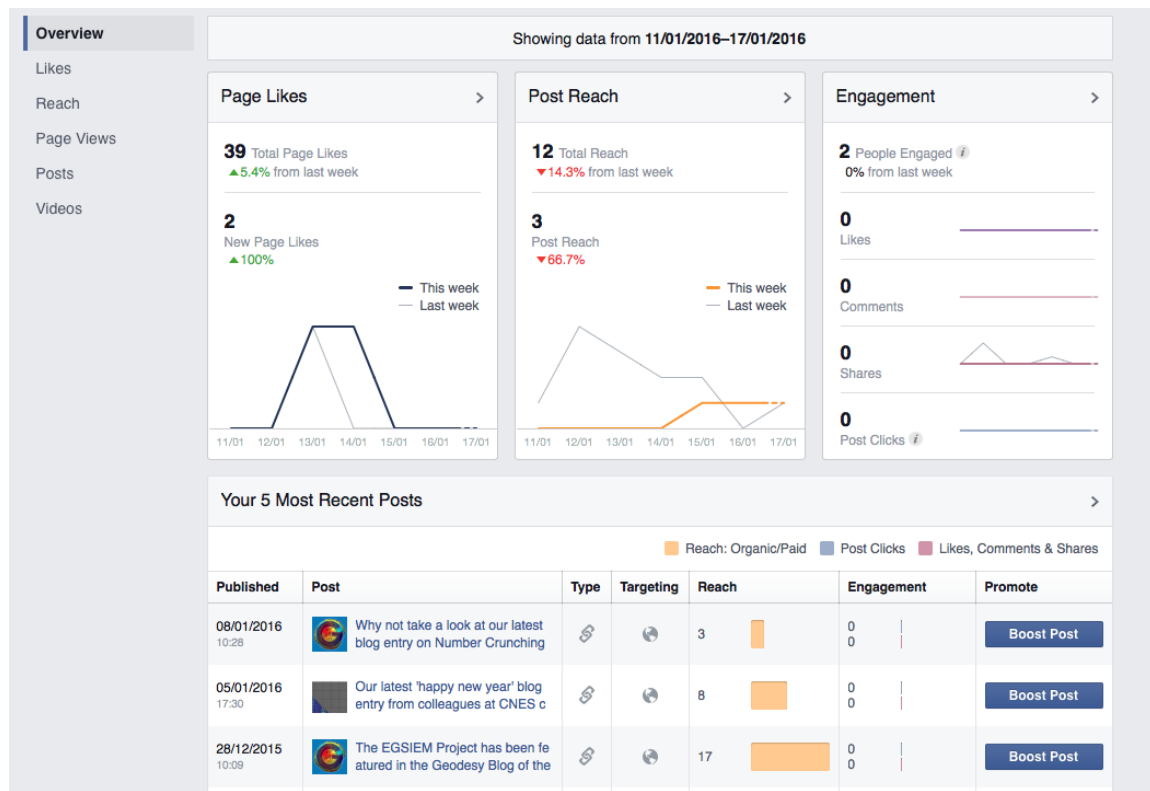 Overview
Likes
Reach
Page Views
Posts
Videos
Showing data from 11/01/2016–17/01/2016
Page Likes
39 Total Page Likes
5.4% from last week
2
New Page Likes
100%
This week
Last week
11/01 12/01 13/01 14/01 15/01 16/01 17/01
Post Reach
12 Total Reach
14.3% from last week
3
Post Reach
66.7%
This week
Last week
11/01 12/01 13/01 14/01 15/01 16/01 17/01
Engagement
2 People Engaged i
0% from last week
0
Likes
0
Comments
0
Shares
0
Post Clicks i
Your 5 Most Recent Posts
Reach: Organic/Paid Post Clicks Likes, Comments & Shares
Published Post Type Targeting Reach Engagement Promote
08/01/2016
10:28
Why not take a look at our latest
blog entry on Number Crunching
3
0
0
Boost Post
05/01/2016
17:30
Our latest 'happy new year' blog
entry from colleagues at CNES c
8
0
0
Boost Post
28/12/2015
10:09
The EGSIEM Project has been fe
atured in the Geodesy Blog of the
17
0
0
Boost Post